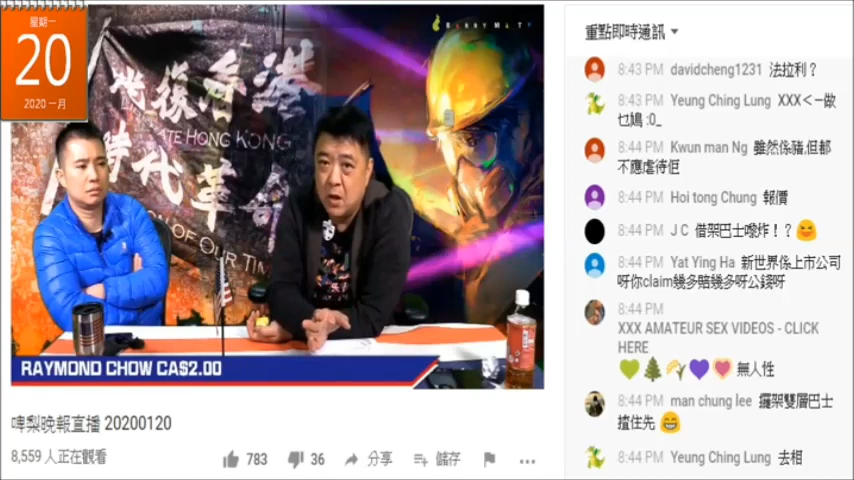 星期一
20
2020 一月
BARRYMA TV
光復香港
LIBERATE HONG KONG
時代革命
REVOLUTION OF OUR TIMES
RAYMOND CHOW CA$2.00
啤梨晚報直播 20200120
8,559 人正在觀看
783
36
分享
儲存
重點即時通訊
8:43 PM davidcheng1231 法拉利？
8:43 PM Yeung Ching Lung XXX＜－做
乜鳩 :0_
8:44 PM Kwun man Ng 雖然係豬,但都
不應虐待佢
8:44 PM Hoi tong Chung 報價
8:44 PM J C 借架巴士嚟炸！？
8:44 PM Yat Ying Ha 新世界係上市公司
呀你claim幾多賠幾多呀公錢呀
8:44 PM
XXX AMATEUR SEX VIDEOS - CLICK
HERE
無人性
8:44 PM man chung lee 攞架雙層巴士
揸住先
8:44 PM Yeung Ching Lung 去相